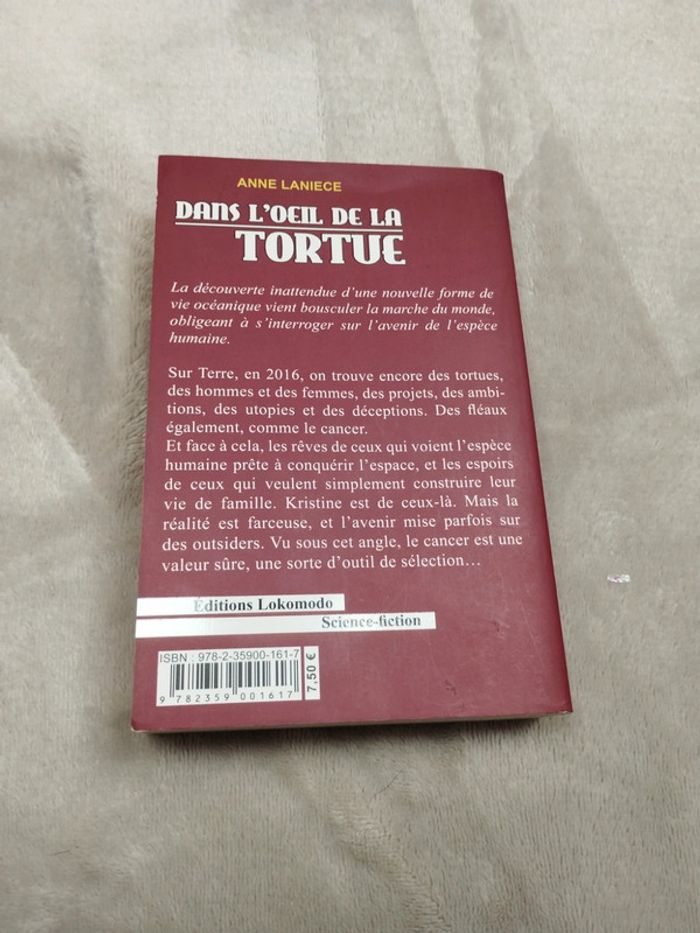 ANNE LANIECE
DANS L'OEIL DE LA
TORTUE
La découverte inattendue d'une nouvelle forme de
vie océanique vient bousculer la marche du monde,
obligeant à s'interroger sur l'avenir de l'espèce
humaine.
Sur Terre, en 2016, on trouve encore des tortues,
des hommes et des femmes, des projets, des ambi-
tions, des utopies et des déceptions. Des fléaux
également, comme le cancer.
Et face à cela, les rêves de ceux qui voient l'espèce
humaine prête à conquérir l'espace, et les espoirs
de ceux qui veulent simplement construire leur
vie de famille. Kristine est de ceux-là. Mais la
réalité est farceuse, et l'avenir mise parfois sur
des outsiders. Vu sous cet angle, le cancer est une
valeur sûre, une sorte d'outil de sélection…
Éditions Lokomodo
Science-fiction
ISBN : 978-2-35900-161-7
9 782359 001617
7,50 €